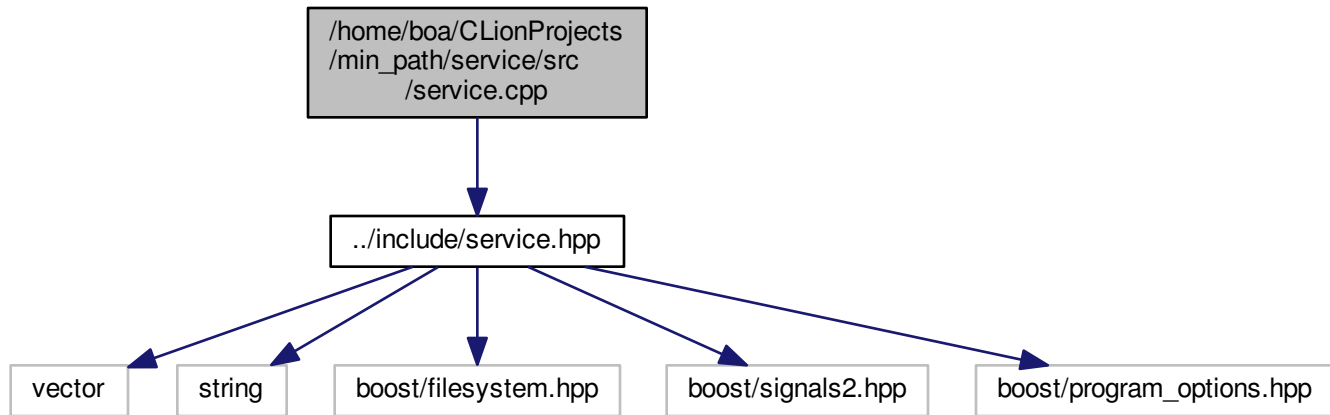 /home/boa/CLionProjects
/min_path/service/src
/service.cpp
../include/service.hpp
vector
string
boost/filesystem.hpp
boost/signals2.hpp
boost/program_options.hpp